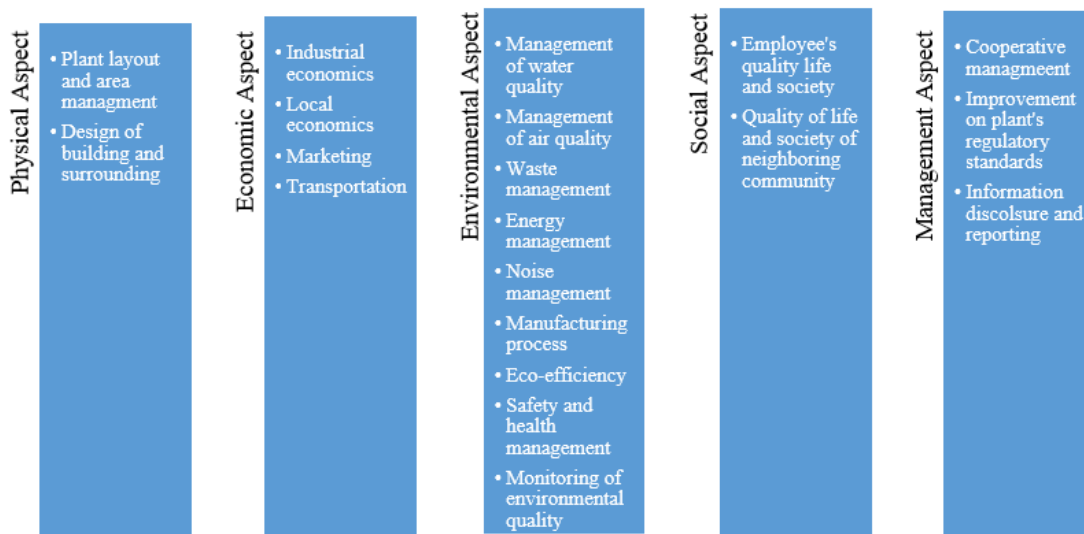 Physical Aspect
• Plant layout
and area
managment
• Design of
building and
surrounding
Economic Aspect
• Industrial
economics
• Local
economics
• Marketing
• Transportation
Environmental Aspect
• Management
of water
quality
• Management
of air quality
• Waste
management
• Energy
management
• Noise
management
• Manufacturing
process
• Eco-efficiency
• Safety and
health
management
• Monitoring of
environmental
quality
Social Aspect
• Employee's
quality life
and society
• Quality of life
and society of
neighboring
community
Management Aspect
• Cooperative
managmeent
• Improvement
on plant's
regulatory
standards
• Information
discolsure and
reporting